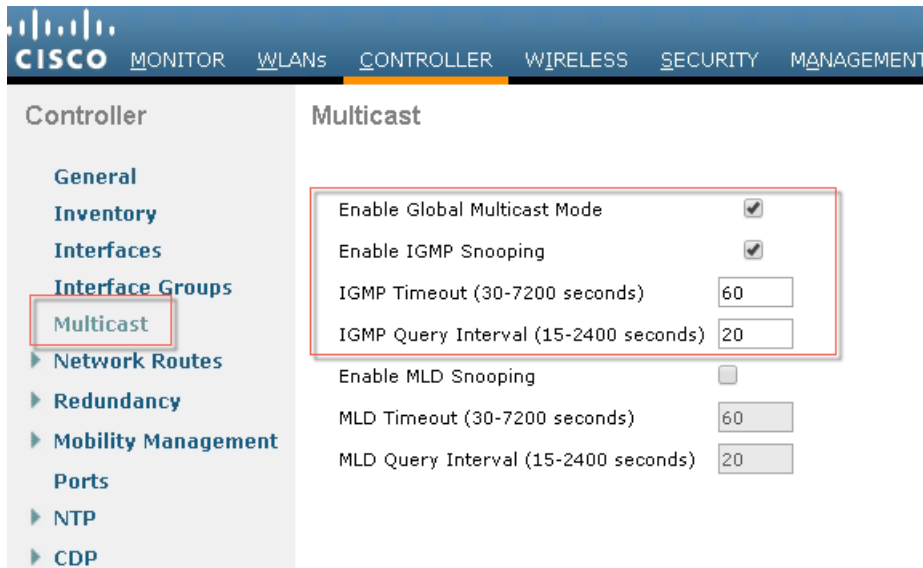 CISCO MONITOR WLANs CONTROLLER WIRELESS SECURITY MANAGEMENT
Controller
General
Inventory
Interfaces
Interface Groups
Multicast
Network Routes
Redundancy
Mobility Management
Ports
NTP
CDP
Multicast
Enable Global Multicast Mode
Enable IGMP Snooping
IGMP Timeout (30-7200 seconds) 60
IGMP Query Interval (15-2400 seconds) 20
Enable MLD Snooping
MLD Timeout (30-7200 seconds) 60
MLD Query Interval (15-2400 seconds) 20